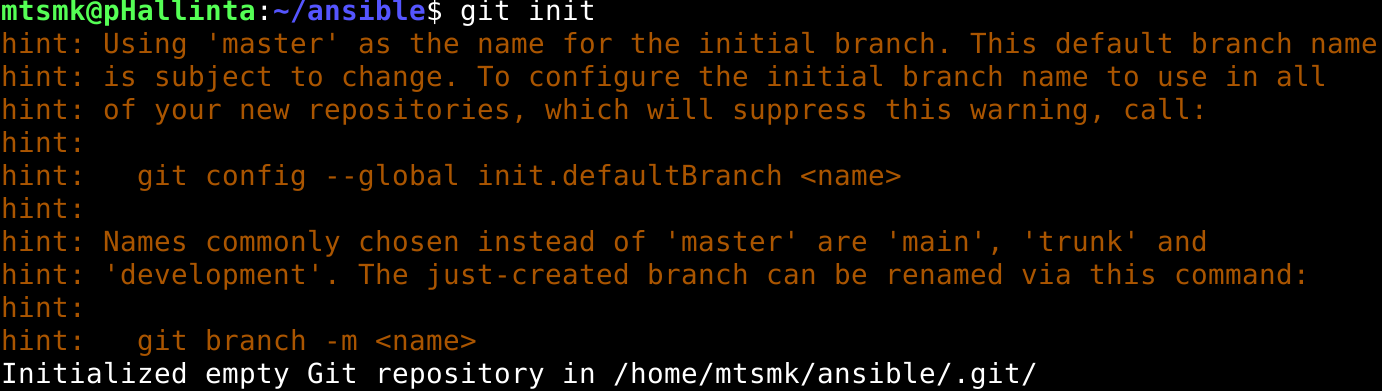 mtsmk@pHallinta:~/ansible$ git init
hint: Using 'master' as the name for the initial branch. This default branch name
hint: is subject to change. To configure the initial branch name to use in all
hint: of your new repositories, which will suppress this warning, call:
hint:
hint:   git config --global init.defaultBranch <name>
hint:
hint: Names commonly chosen instead of 'master' are 'main', 'trunk' and
hint: 'development'. The just-created branch can be renamed via this command:
hint:
hint:   git branch -m <name>
Initialized empty Git repository in /home/mtsmk/ansible/.git/